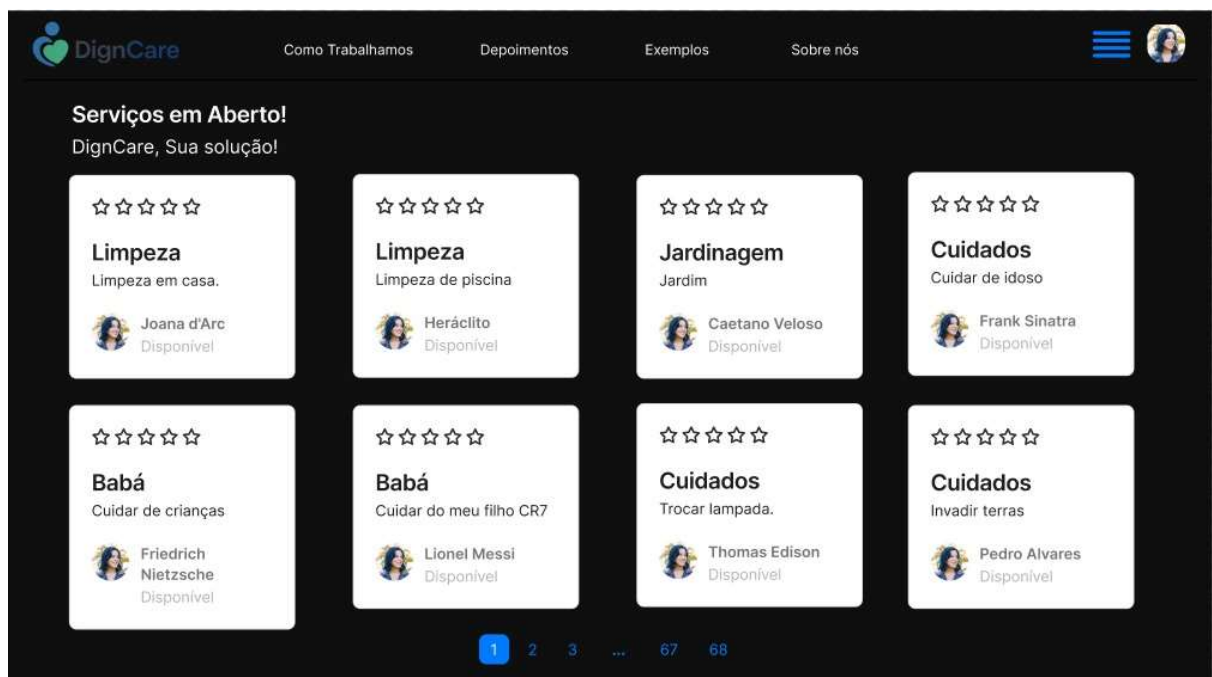 DignCare
Como Trabalhamos
Depoimentos
Exemplos
Sobre nós
Serviços em Aberto!
DignCare, Sua solução!
Limpeza
Limpeza em casa.
Joana d'Arc
Disponível
Limpeza
Limpeza de piscina
Heráclito
Disponível
Jardinagem
Jardim
Caetano Veloso
Disponível
Cuidados
Cuidar de idoso
Frank Sinatra
Disponível
Babá
Cuidar de crianças
Friedrich
Nietzsche
Disponível
Babá
Cuidar do meu filho CR7
Lionel Messi
Disponível
Cuidados
Trocar lampada.
Thomas Edison
Disponível
Cuidados
Invadir terras
Pedro Alvares
Disponível
1 2 3 ... 67 68